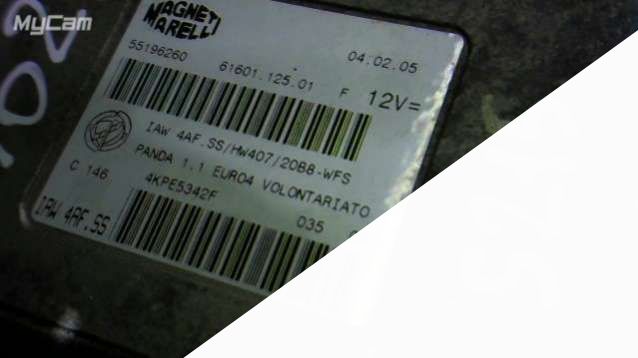 MyCam
MAGNETI
MARELLI
55196260
61601.125.01 F
04.02.05
12V=
IAW 4AF.SS/HW407/20B8-WFS
PANDA 1.1 EURO4 VOLONTARIATO
C 146
4KPE5342F
035
IAW 4AF.SS